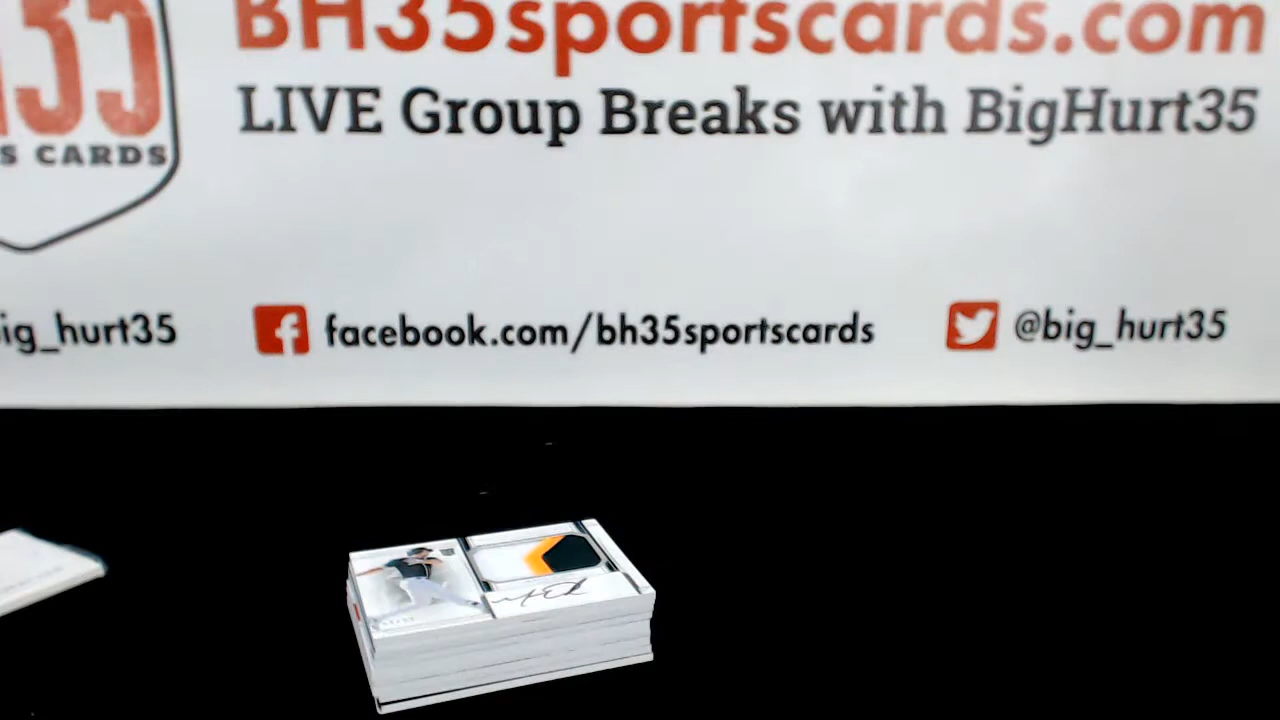 BH35sportscards.com
LIVE Group Breaks with BigHurt35
35
S CARDS
ig_hurt35
facebook.com/bh35sportscards
@big_hurt35